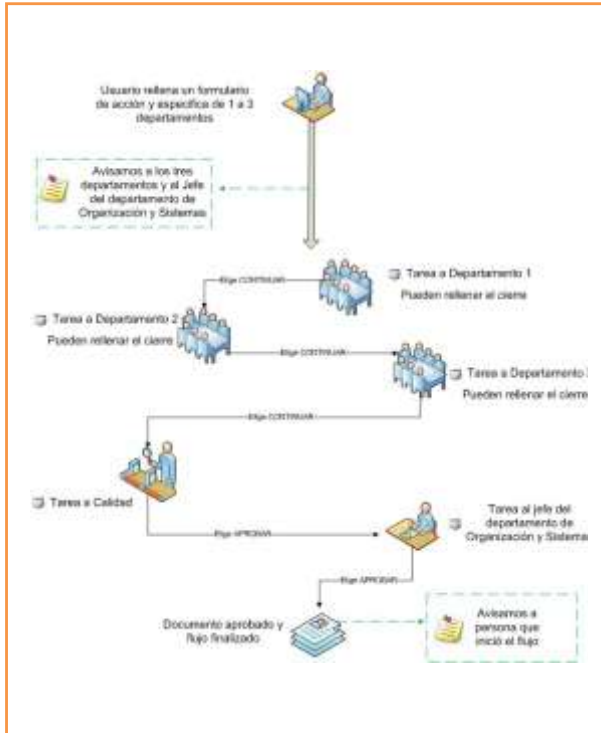 Usuario rellena un formulario
de acción y especifica de 1 a 3
departamentos
Avisamos a los tres
departamentos y al Jefe
del departamento de
Organización y Sistemas
Tarea a Departamento 1
Pueden rellenar el cierre
Elige CONTINUAR
Tarea a Departamento 2
Pueden rellenar el cierre
Elige CONTINUAR
Tarea a Departamento
Pueden rellenar el cierre
Elige CONTINUAR
Tarea a Calidad
Elige APROBAR
Tarea al jefe del
departamento de
Organización y Sistema
Elige APROBAR
Documento aprobado y
flujo finalizado
Avisamos a
persona que
inició el flujo